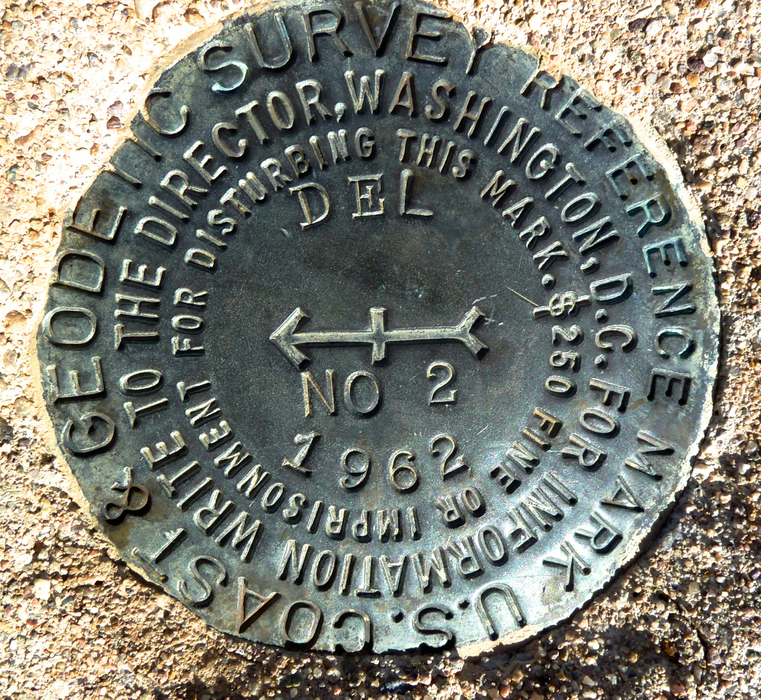 U.S. COAST & GEODETIC SURVEY REFERENCE MARK
FOR INFORMATION WRITE TO THE DIRECTOR, WASHINGTON, D.C.
$250 FINE OR IMPRISONMENT FOR DISTURBING THIS MARK.
DEL
NO 2
1962